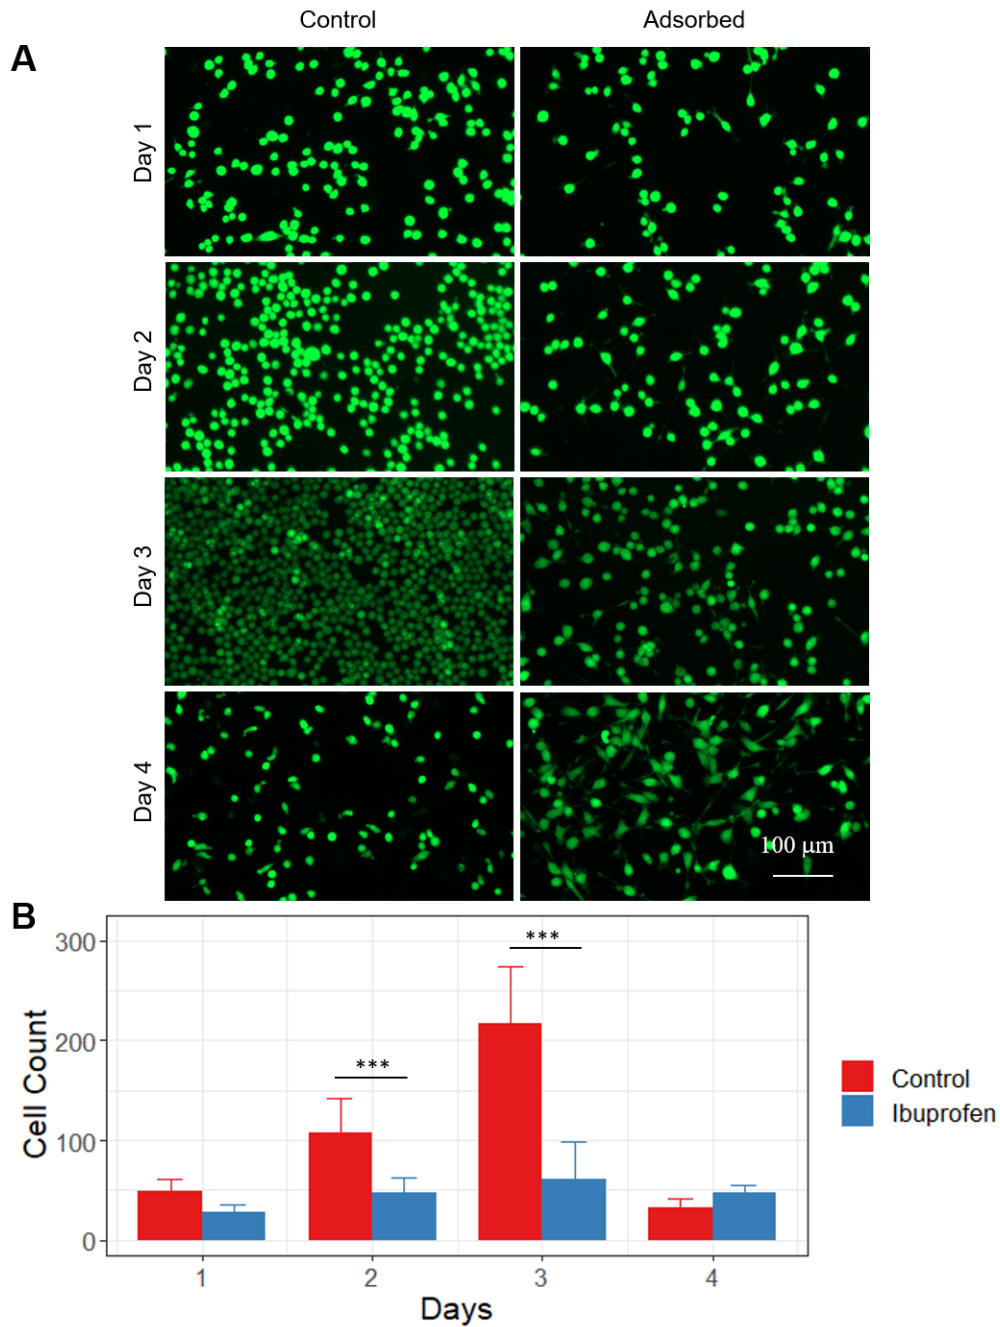 Control Adsorbed
A
Day 1
Day 2
Day 3
Day 4
100 μm
B
300
200
100
0
Cell Count
***
***
1 2 3 4
Days
Control
Ibuprofen